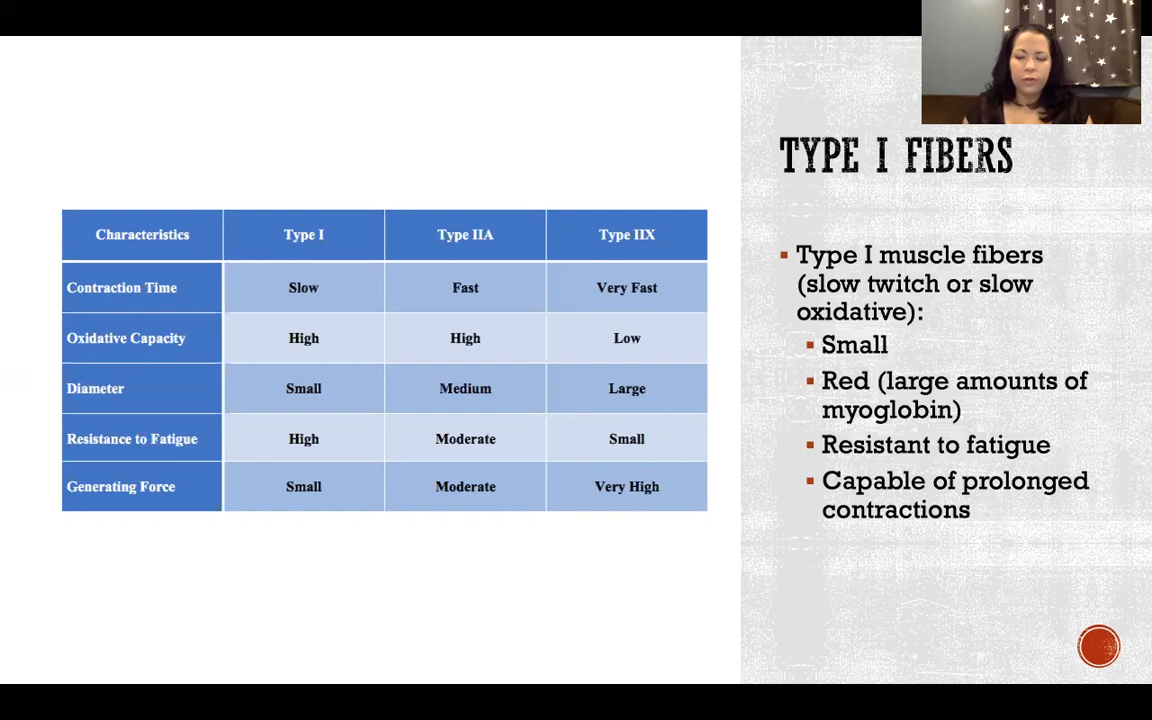 TYPE I FIBERS
Characteristics Type I Type IIA Type IIX
Contraction Time Slow Fast Very Fast
Oxidative Capacity High High Low
Diameter Small Medium Large
Resistance to Fatigue High Moderate Small
Generating Force Small Moderate Very High
▪ Type I muscle fibers
(slow twitch or slow
oxidative):
▪ Small
▪ Red (large amounts of
myoglobin)
▪ Resistant to fatigue
▪ Capable of prolonged
contractions